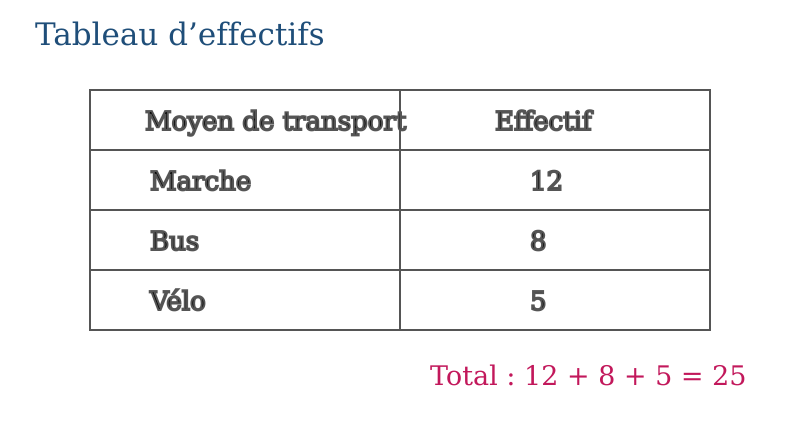 Tableau d’effectifs
Moyen de transport Effectif
Marche 12
Bus 8
Vélo 5
Total : 12 + 8 + 5 = 25